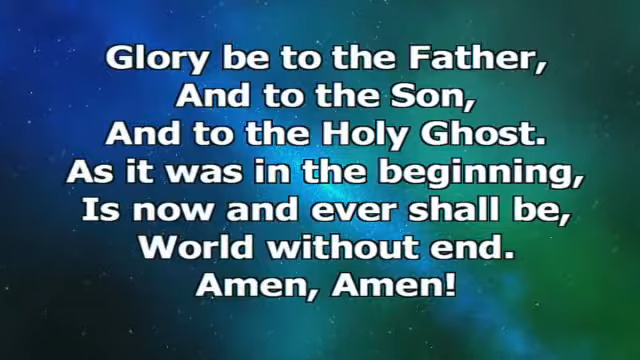 Glory be to the Father,
And to the Son,
And to the Holy Ghost.
As it was in the beginning,
Is now and ever shall be,
World without end.
Amen, Amen!